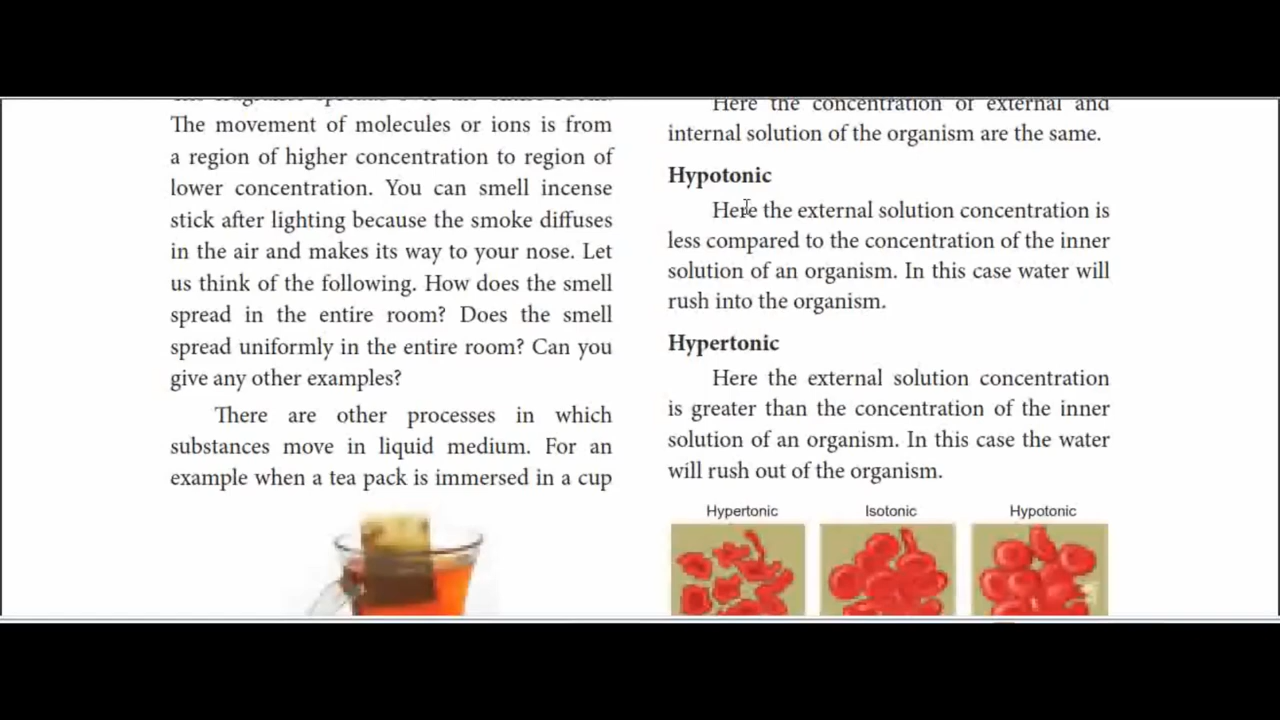 The movement of molecules or ions is from
a region of higher concentration to region of
lower concentration. You can smell incense
stick after lighting because the smoke diffuses
in the air and makes its way to your nose. Let
us think of the following. How does the smell
spread in the entire room? Does the smell
spread uniformly in the entire room? Can you
give any other examples?
There are other processes in which
substances move in liquid medium. For an
example when a tea pack is immersed in a cup
Here the concentration of external and
internal solution of the organism are the same.
Hypotonic
Here the external solution concentration is
less compared to the concentration of the inner
solution of an organism. In this case water will
rush into the organism.
Hypertonic
Here the external solution concentration
is greater than the concentration of the inner
solution of an organism. In this case the water
will rush out of the organism.
Hypertonic Isotonic Hypotonic